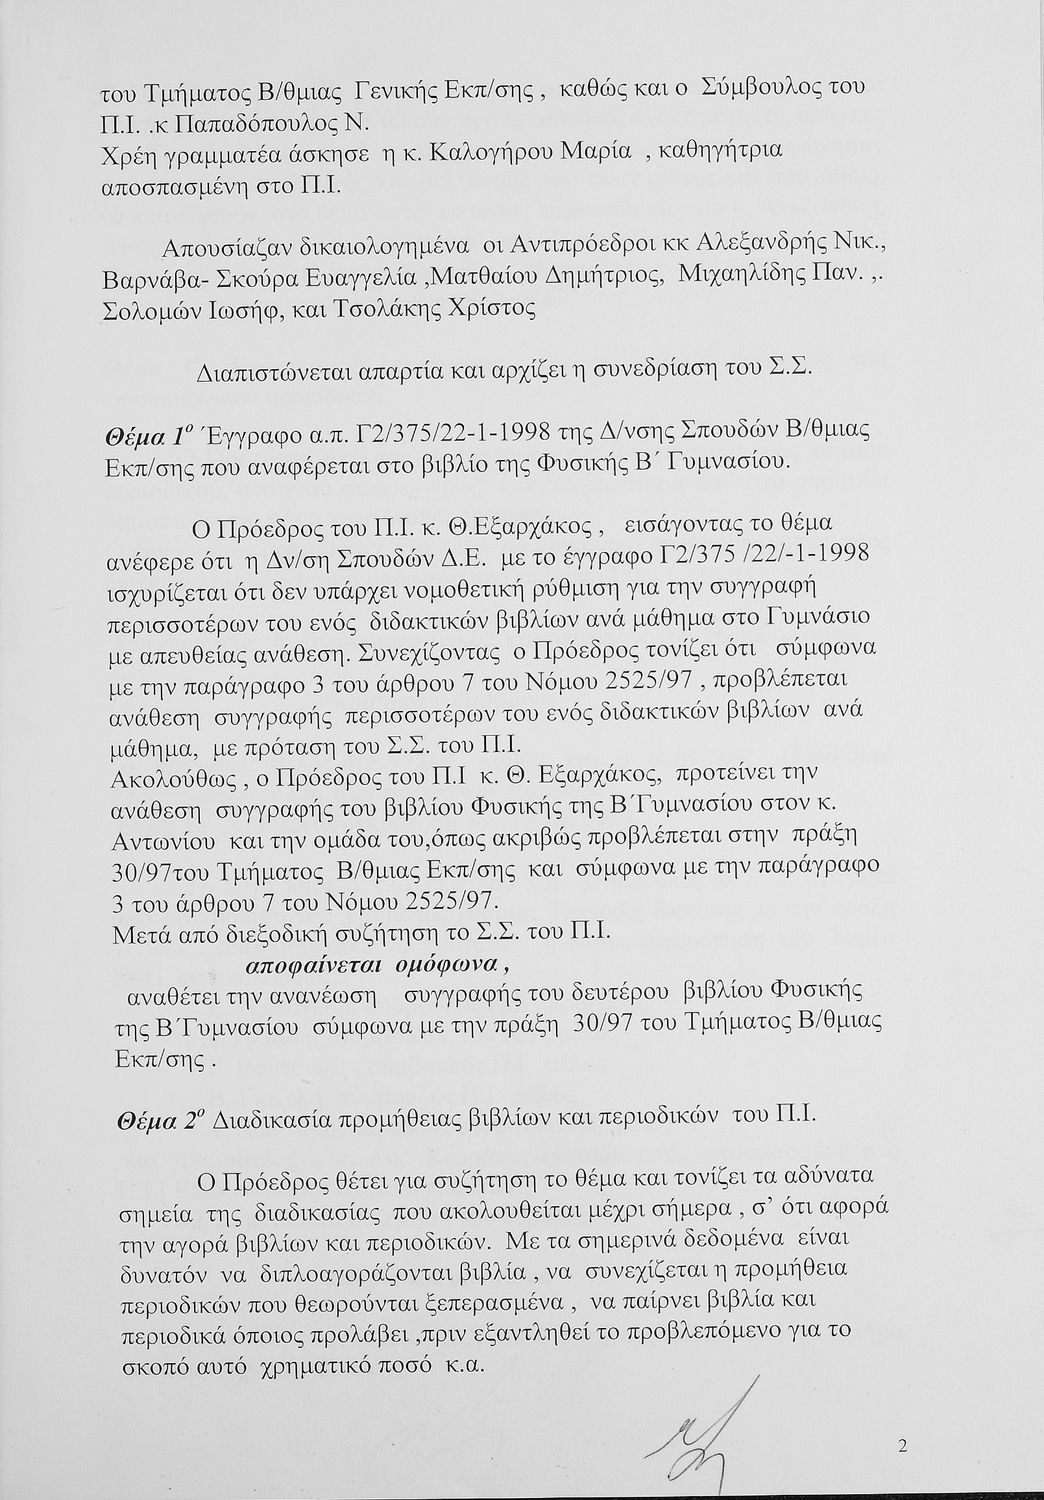 του Τμήματος Β/θμιας Γενικής Εκπ/σης , καθώς και ο Σύμβουλος του
Π.Ι. .κ Παπαδόπουλος Ν.
Χρέη γραμματέα άσκησε η κ. Καλογήρου Μαρία , καθηγήτρια
αποσπασμένη στο Π.Ι.
Απουσίαζαν δικαιολογημένα οι Αντιπρόεδροι κκ Αλεξανδρής Νικ.,
Βαρνάβα- Σκούρα Ευαγγελία ,Ματθαίου Δημήτριος, Μιχαηλίδης Παν. ,.
Σολομών Ιωσήφ, και Τσολάκης Χρίστος
Διαπιστώνεται απαρτία και αρχίζει η συνεδρίαση του Σ.Σ.
Θέμα 1º Έγγραφο α.π. Γ2/375/22-1-1998 της Δ/νσης Σπουδών Β/θμιας
Εκπ/σης που αναφέρεται στο βιβλίο της Φυσικής Β΄ Γυμνασίου.
Ο Πρόεδρος του Π.Ι. κ. Θ.Εξαρχάκος , εισάγοντας το θέμα
ανέφερε ότι η Δν/ση Σπουδών Δ.Ε. με το έγγραφο Γ2/375 /22/-1-1998
ισχυρίζεται ότι δεν υπάρχει νομοθετική ρύθμιση για την συγγραφή
περισσοτέρων του ενός διδακτικών βιβλίων ανά μάθημα στο Γυμνάσιο
με απευθείας ανάθεση. Συνεχίζοντας ο Πρόεδρος τονίζει ότι σύμφωνα
με την παράγραφο 3 του άρθρου 7 του Νόμου 2525/97 , προβλέπεται
ανάθεση συγγραφής περισσοτέρων του ενός διδακτικών βιβλίων ανά
μάθημα, με πρόταση του Σ.Σ. του Π.Ι.
Ακολούθως , ο Πρόεδρος του Π.Ι κ. Θ. Εξαρχάκος, προτείνει την
ανάθεση συγγραφής του βιβλίου Φυσικής της Β΄Γυμνασίου στον κ.
Αντωνίου και την ομάδα του,όπως ακριβώς προβλέπεται στην πράξη
30/97του Τμήματος Β/θμιας Εκπ/σης και σύμφωνα με την παράγραφο
3 του άρθρου 7 του Νόμου 2525/97.
Μετά από διεξοδική συζήτηση το Σ.Σ. του Π.Ι.
αποφαίνεται ομόφωνα ,
αναθέτει την ανανέωση συγγραφής του δευτέρου βιβλίου Φυσικής
της Β΄Γυμνασίου σύμφωνα με την πράξη 30/97 του Τμήματος Β/θμιας
Εκπ/σης .
Θέμα 2º Διαδικασία προμήθειας βιβλίων και περιοδικών του Π.Ι.
Ο Πρόεδρος θέτει για συζήτηση το θέμα και τονίζει τα αδύνατα
σημεία της διαδικασίας που ακολουθείται μέχρι σήμερα , σ' ότι αφορά
την αγορά βιβλίων και περιοδικών. Με τα σημερινά δεδομένα είναι
δυνατόν να διπλοαγοράζονται βιβλία , να συνεχίζεται η προμήθεια
περιοδικών που θεωρούνται ξεπερασμένα , να παίρνει βιβλία και
περιοδικά όποιος προλάβει ,πριν εξαντληθεί το προβλεπόμενο για το
σκοπό αυτό χρηματικό ποσό κ.α.
2